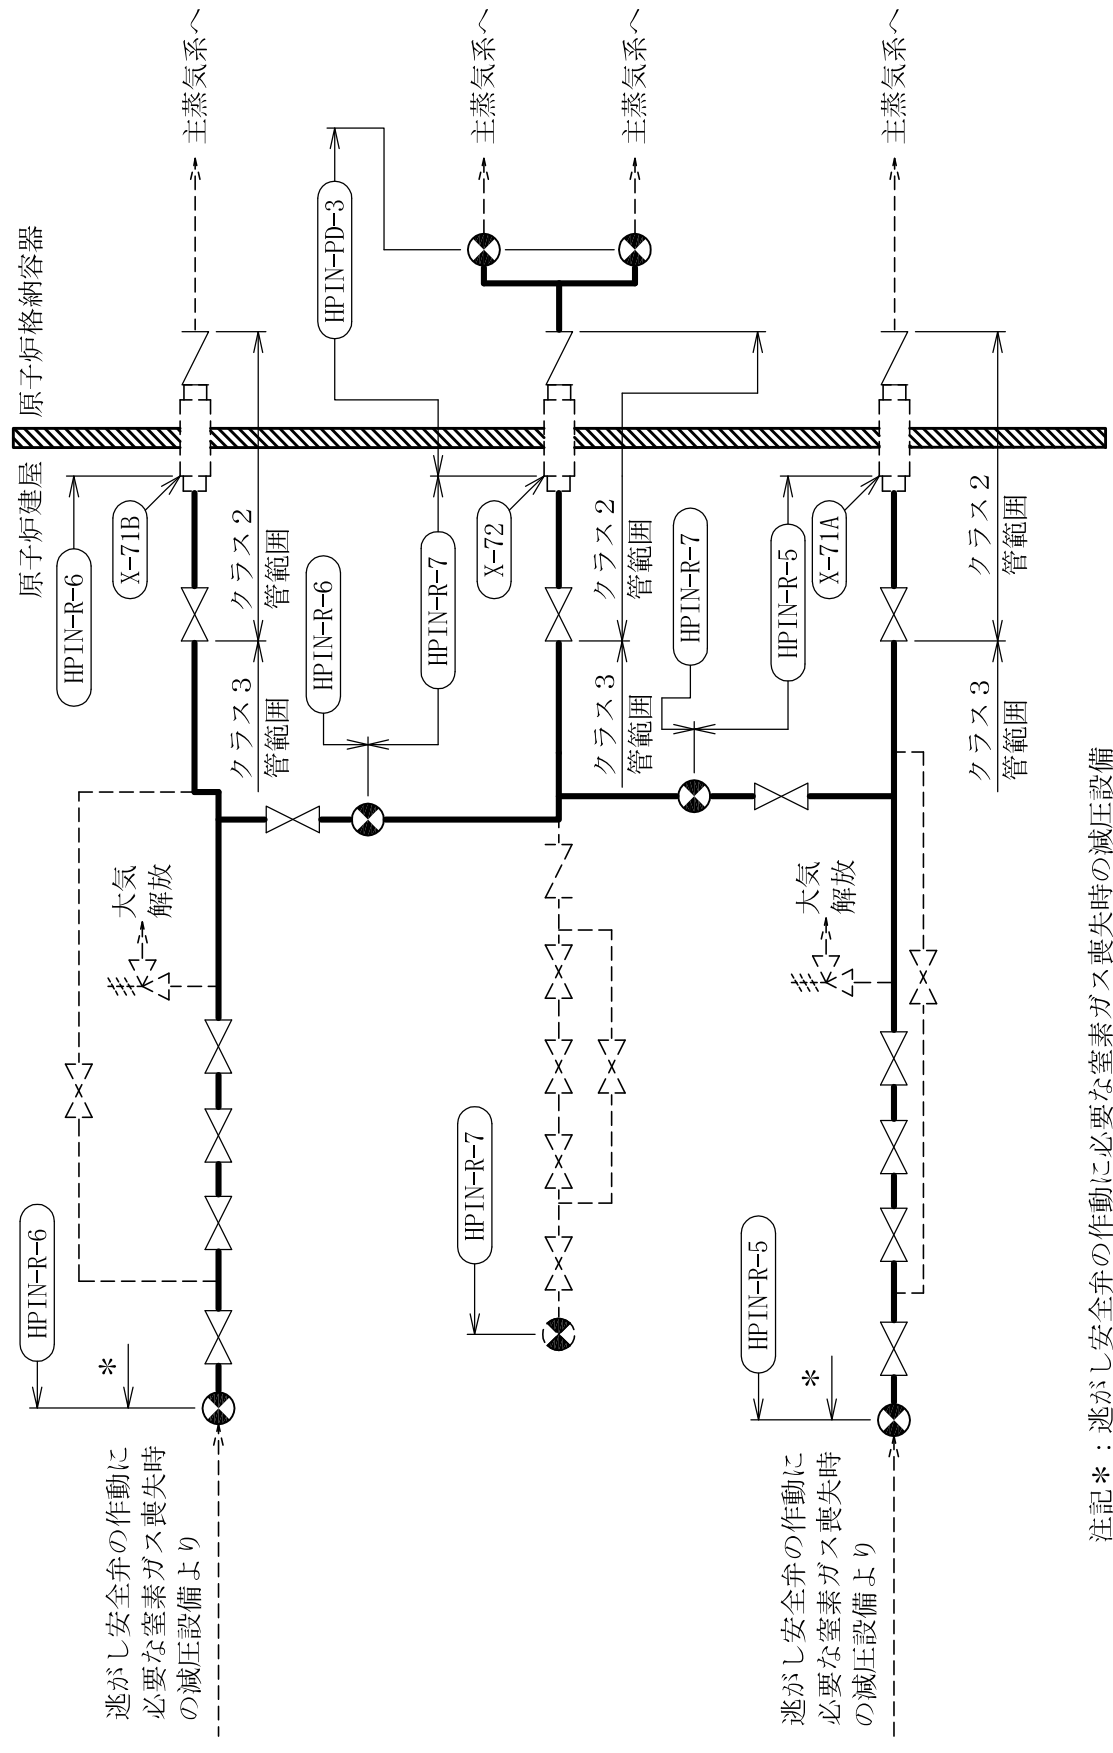 逃がし安全弁の作動に
必要な窒素ガス喪失時
の減圧設備より
HPIN-R-6
*
大気
解放
原子炉建屋
原子炉格納容器
HPIN-R-6
X-71B
クラス3
管範囲
クラス2
管範囲
主蒸気系へ
HPIN-R-6
HPIN-R-7
HPIN-PD-3
HPIN-R-7
X-72
クラス3
管範囲
クラス2
管範囲
主蒸気系へ
主蒸気系へ
HPIN-R-7
HPIN-R-5
X-71A
逃がし安全弁の作動に
必要な窒素ガス喪失時
の減圧設備より
HPIN-R-5
*
大気
解放
クラス3
管範囲
クラス2
管範囲
主蒸気系へ
注記*:逃がし安全弁の作動に必要な窒素ガス喪失時の減圧設備